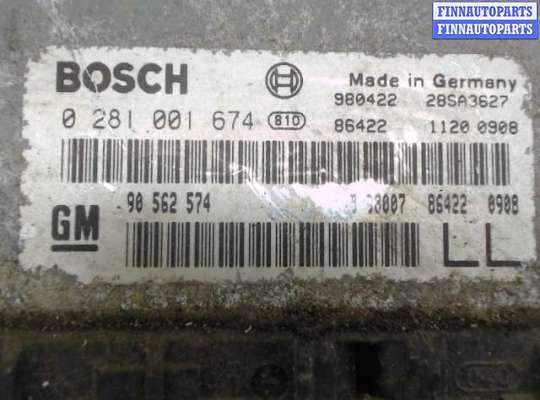 FINNAUTOPARTS
FINNAUTOPARTS
BOSCH
Made in Germany
980422 28SA3627
0 281 001 674 810 86422 1120 0908
90 562 574 86422 0908
GM
LL